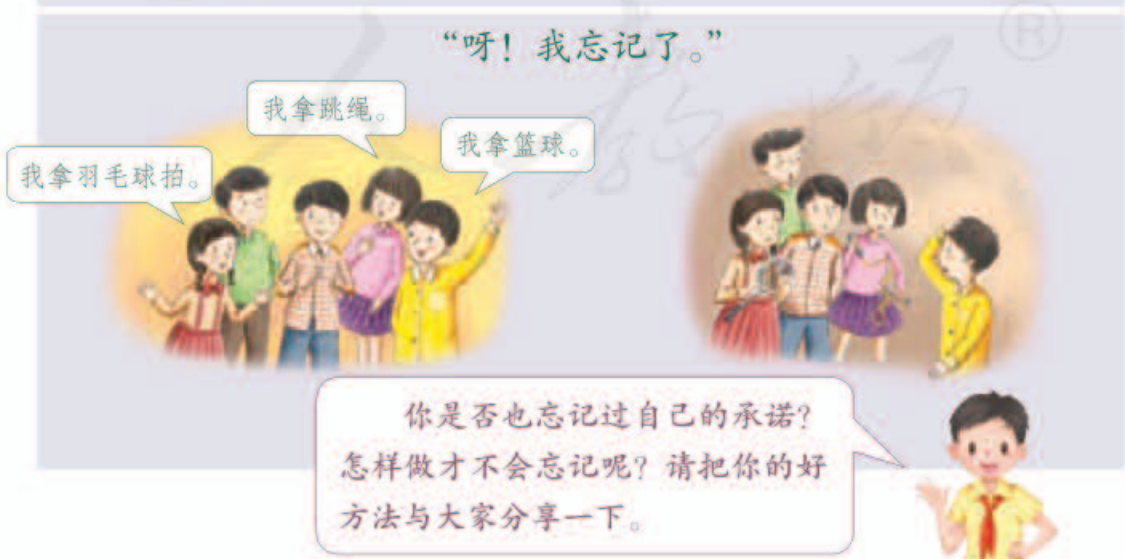 “呀！我忘记了。”
我拿跳绳。
我拿篮球。
我拿羽毛球拍。
你是否也忘记过自己的承诺？
怎样做才不会忘记呢？请把你的好
方法与大家分享一下。